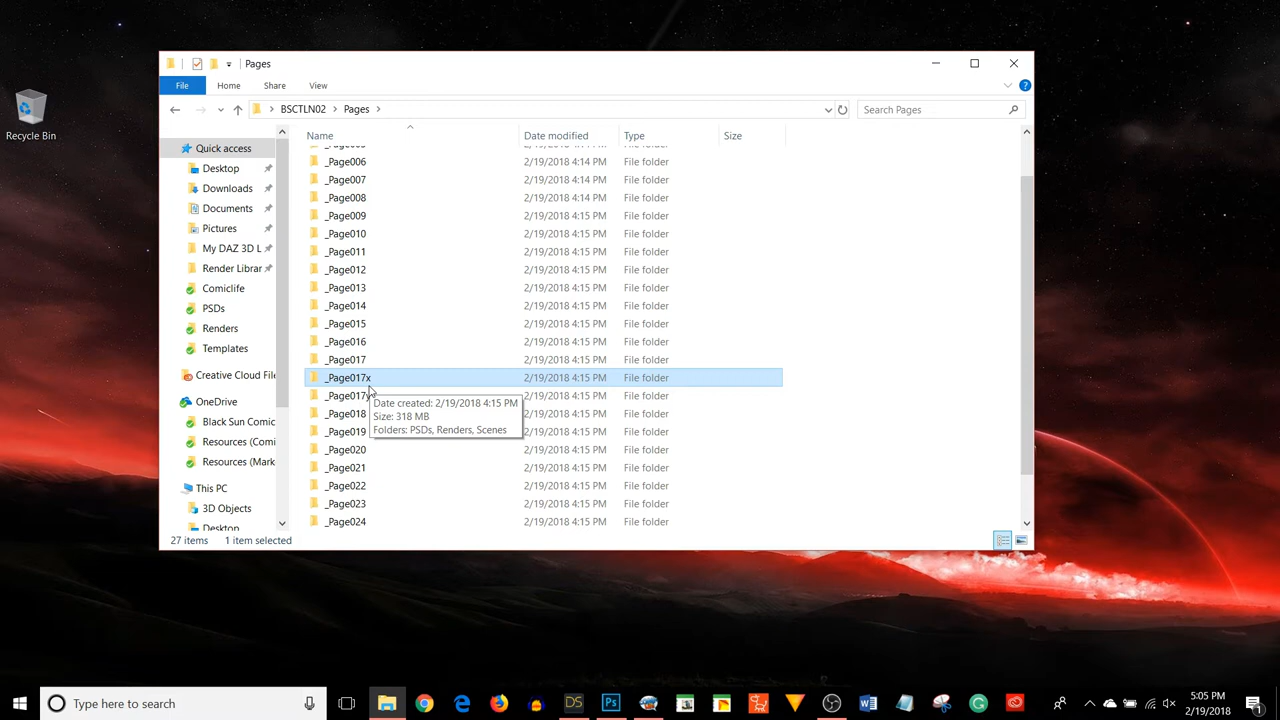 Recycle Bin
Pages
File Home Share View
BSCTLN02 Pages
Search Pages
Name Date modified Type Size
Quick access
Desktop
Downloads
Documents
Pictures
My DAZ 3D L
Render Librar
Comiclife
PSDs
Renders
Templates
Creative Cloud File
OneDrive
Black Sun Comic
Resources (Comi
Resources (Mark
This PC
3D Objects
Desktop
_Page006 2/19/2018 4:14 PM File folder
_Page007 2/19/2018 4:14 PM File folder
_Page008 2/19/2018 4:14 PM File folder
_Page009 2/19/2018 4:15 PM File folder
_Page010 2/19/2018 4:15 PM File folder
_Page011 2/19/2018 4:15 PM File folder
_Page012 2/19/2018 4:15 PM File folder
_Page013 2/19/2018 4:15 PM File folder
_Page014 2/19/2018 4:15 PM File folder
_Page015 2/19/2018 4:15 PM File folder
_Page016 2/19/2018 4:15 PM File folder
_Page017 2/19/2018 4:15 PM File folder
_Page017x 2/19/2018 4:15 PM File folder
_Page017y 2/19/2018 4:15 PM File folder
_Page018 2/19/2018 4:15 PM File folder
_Page019 2/19/2018 4:15 PM File folder
_Page020 2/19/2018 4:15 PM File folder
_Page021 2/19/2018 4:15 PM File folder
_Page022 2/19/2018 4:15 PM File folder
_Page023 2/19/2018 4:15 PM File folder
_Page024 2/19/2018 4:15 PM File folder
Date created: 2/19/2018 4:15 PM
Size: 318 MB
Folders: PSDs, Renders, Scenes
27 items 1 item selected
Type here to search
DS
Ps
5:05 PM
2/19/2018